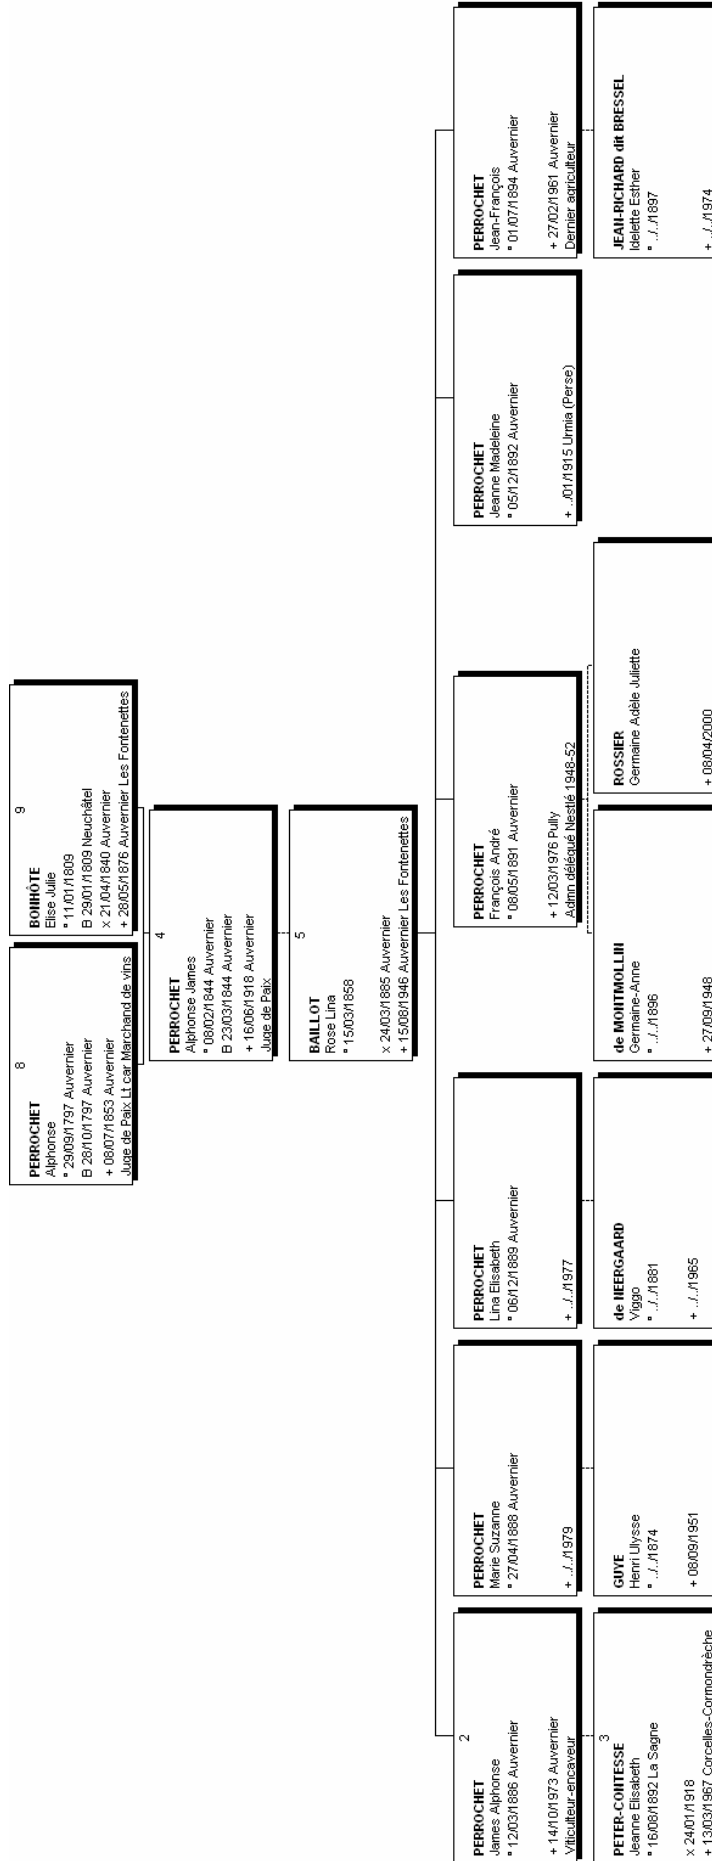 8
PERROCHET
Alphonse
° 29/09/1797 Auvernier
B 28/10/1797 Auvernier
+ 08/07/1853 Auvernier
Juge de Paix Lt car Marchand de vins
9
BONHÔTE
Elise Julie
° 11/01/1809
B 29/01/1809 Neuchâtel
x 21/04/1840 Auvernier
+ 28/05/1876 Auvernier Les Fontenettes
4
PERROCHET
Alphonse James
° 08/02/1844 Auvernier
B 23/03/1844 Auvernier
+ 16/06/1918 Auvernier
Juge de Paix
5
BAILLOT
Rose Lina
° 15/03/1858
x 24/03/1885 Auvernier
+ 15/08/1946 Auvernier Les Fontenettes
2
PERROCHET
James Alphonse
° 12/03/1886 Auvernier
+ 14/10/1973 Auvernier
Viticulteur-encaveur
PERROCHET
Marie Suzanne
° 27/04/1888 Auvernier
+ ../../1979
PERROCHET
Lina Elisabeth
° 06/12/1889 Auvernier
+ ../../1977
PERROCHET
François André
° 08/05/1891 Auvernier
+ 12/03/1976 Pully
Admn délégué Nestlé 1948-52
PERROCHET
Jeanne Madeleine
° 05/12/1892 Auvernier
+ ../01/1915 Urmia (Perse)
PERROCHET
Jean-François
° 01/07/1894 Auvernier
+ 27/02/1961 Auvernier
Dernier agriculteur
3
PETER-CONTESSE
Jeanne Elisabeth
° 16/08/1892 La Sagne
x 24/01/1918
+ 13/03/1967 Corcelles-Cormondrèche
GUYE
Henri Ulysse
° ../../1874
+ 08/09/1951
de NEERGAARD
Viggo
° ../../1881
+ ../../1965
de MONTMOLLIN
Germaine-Anne
° ../../1896
+ 27/09/1948
ROSSIER
Germaine Adèle Juliette
+ 08/04/2000
JEAN-RICHARD dit BRESSEL
Idelette Esther
° ../../1897
+ ../../1974